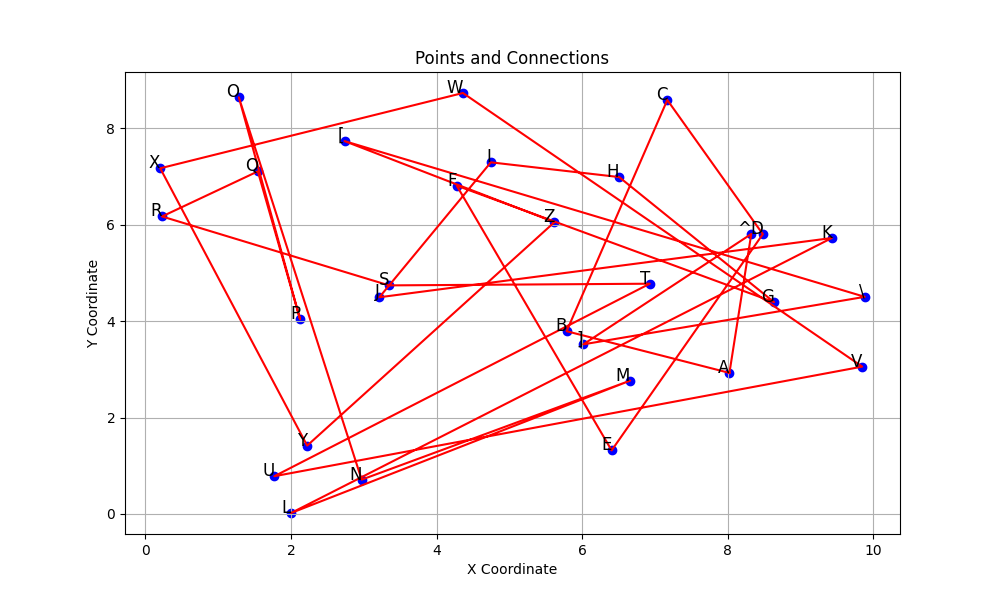 Points and Connections
W
O
C
8
[
I
X
Q
H
F
R
Z
6
^
D
K
S
T
J
G
\
P
4
B
]
V
A
M
2
Y
E
U
N
L
0
0 2 4 6 8 10
X Coordinate
Y Coordinate